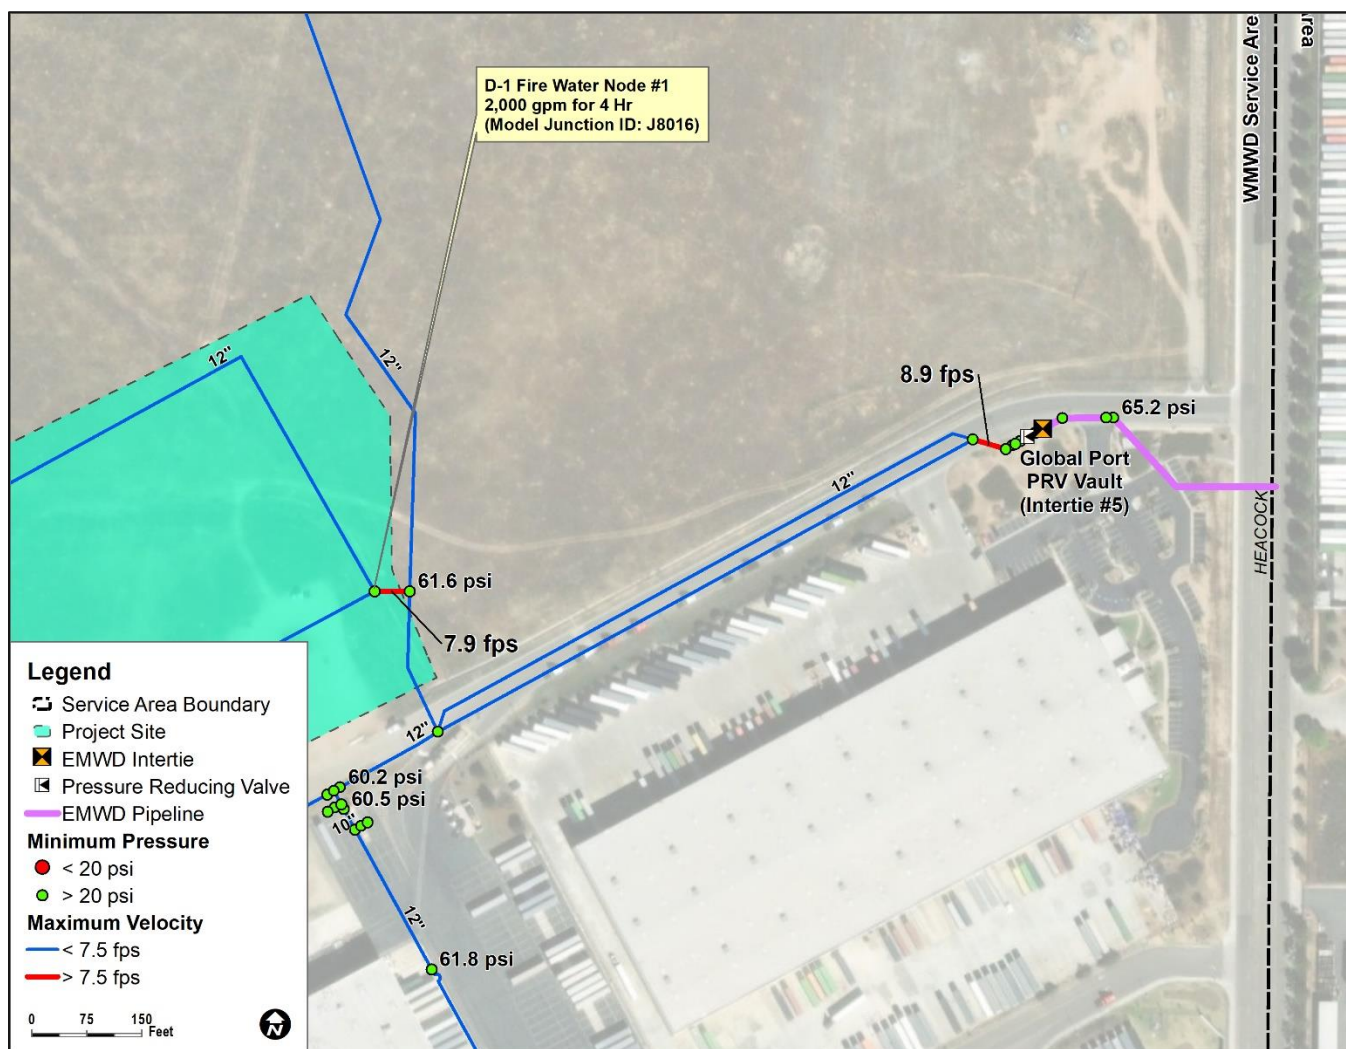 D-1 Fire Water Node #1
2,000 gpm for 4 Hr
(Model Junction ID: J8016)
WMWD Service Area
Area
12"
12"
8.9 fps
65.2 psi
Global Port
PRV Vault
(Intertie #5)
12"
HEACOCK
61.6 psi
7.9 fps
12"
60.2 psi
60.5 psi
10"
12"
61.8 psi
Legend
Service Area Boundary
Project Site
EMWD Intertie
Pressure Reducing Valve
EMWD Pipeline
Minimum Pressure
< 20 psi
> 20 psi
Maximum Velocity
< 7.5 fps
> 7.5 fps
0 75 150
Feet
N